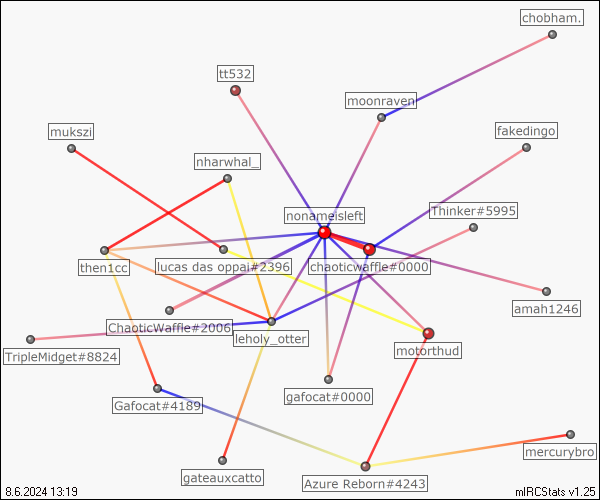 chobham.
tt532
moonraven
mukszi
fakedingo
nharwhal_
Thinker#5995
nonameisleft
then1cc
lucas das oppai#2396
chaoticwaffle#0000
amah1246
ChaoticWaffle#2006
leholy_otter
TripleMidget#8824
motorthud
gafocat#0000
Gafocat#4189
mercurybro
gateauxcatto
Azure Reborn#4243
8.6.2024 13:19
mIRCStats v1.25